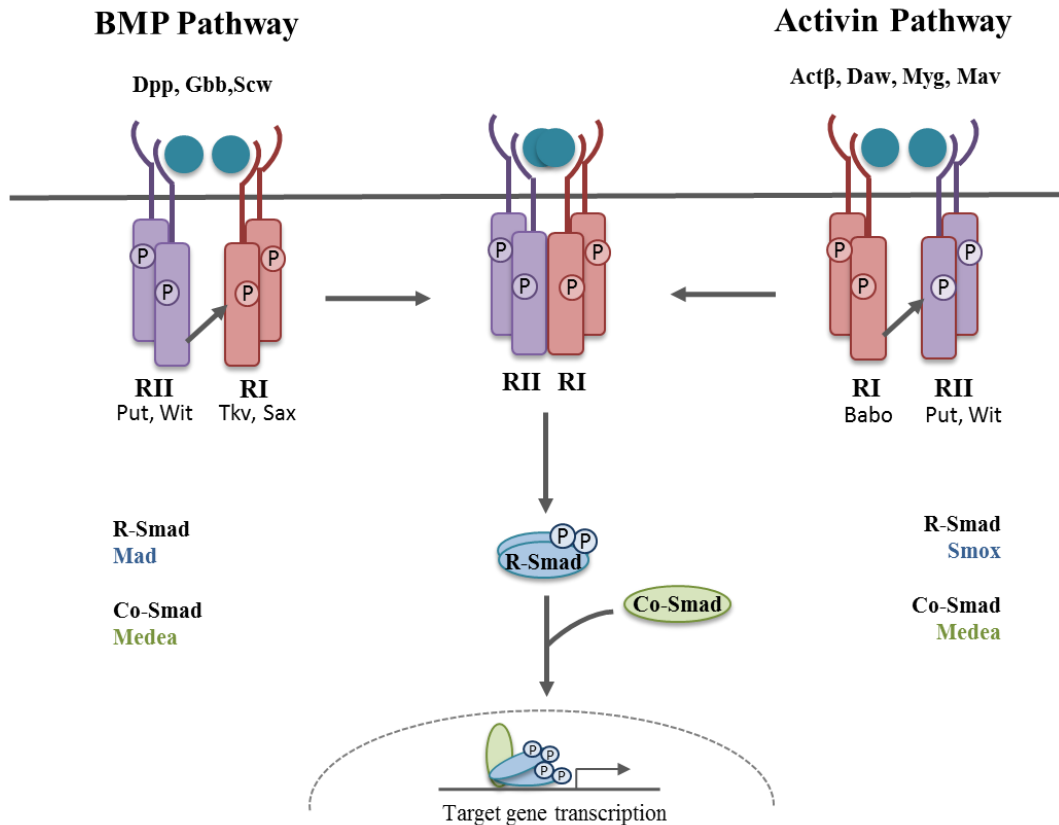 BMP Pathway
Activin Pathway
Dpp, Gbb,Scw
Actβ, Daw, Myg, Mav
P
P
P
P
P
P
P
P
P
P
P
P
RII
RI
RII RI
RI
RII
Put, Wit
Tkv, Sax
Babo
Put, Wit
R-Smad
Mad
R-Smad
Smox
P
P
R-Smad
Co-Smad
Medea
Co-Smad
Co-Smad
Medea
P
P
P
P
Target gene transcription